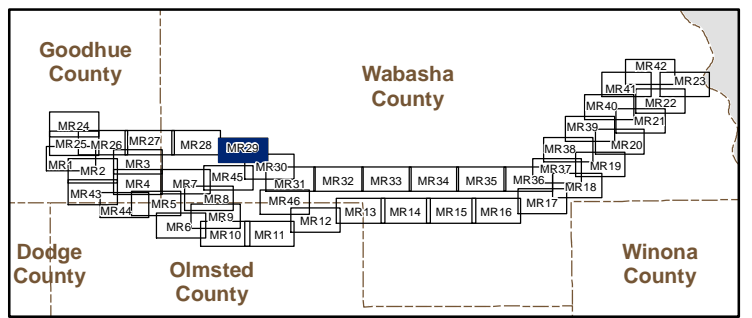 Goodhue
County
Wabasha
County
MR42
MR41
MR23
MR40
MR22
MR24
MR39
MR21
MR25
MR26
MR27
MR28
MR29
MR38
MR20
MR1
MR2
MR3
MR30
MR37
MR19
MR43
MR4
MR7
MR45
MR31
MR32
MR33
MR34
MR35
MR36
MR18
MR44
MR5
MR8
MR46
MR17
MR6
MR9
MR12
MR13
MR14
MR15
MR16
MR10
MR11
Dodge
County
Olmsted
County
Winona
County